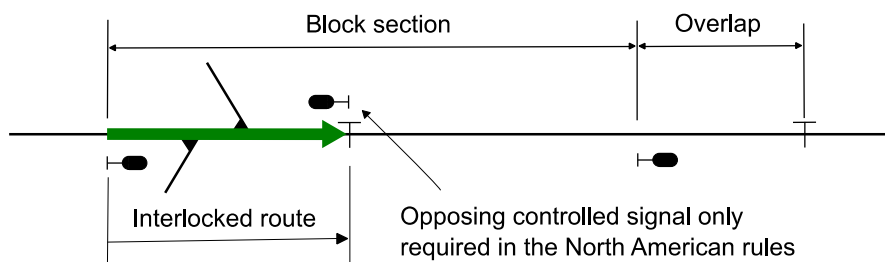 Block section
Overlap
Interlocked route
Opposing controlled signal only
required in the North American rules